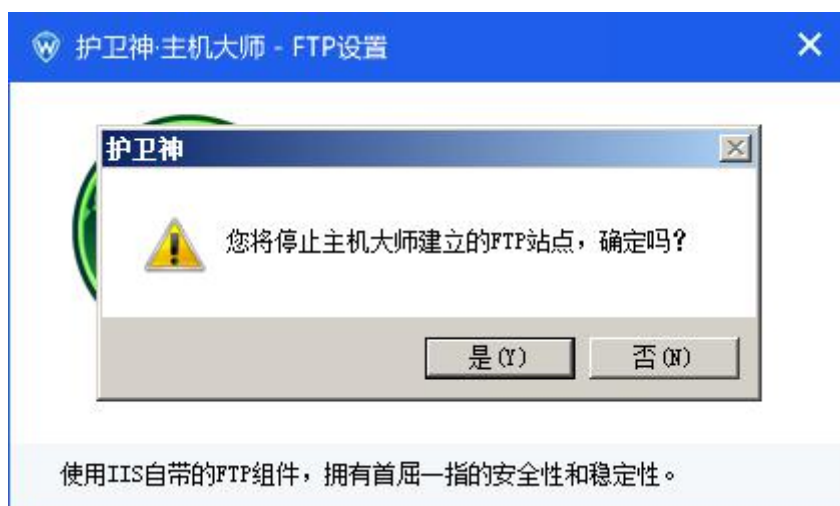 护卫神·主机大师 - FTP设置
护卫神
您将停止主机大师建立的FTP站点，确定吗?
是(Y)
否(N)
使用IIS自带的FTP组件，拥有首屈一指的安全性和稳定性。